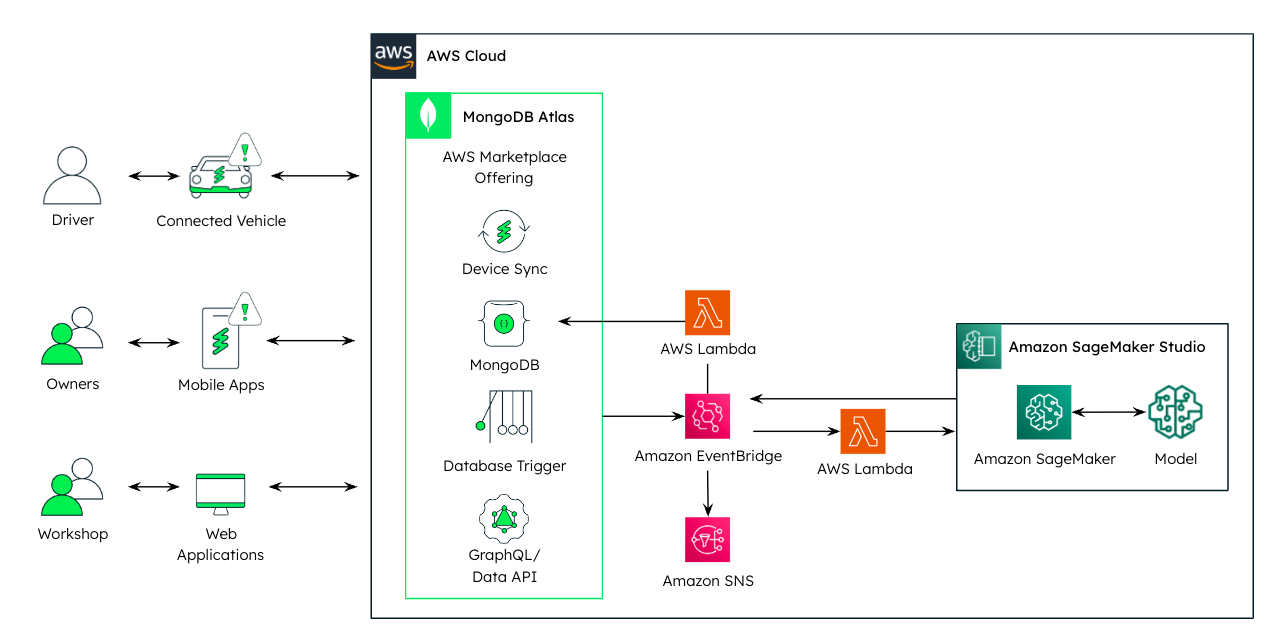 aws
AWS Cloud
MongoDB Atlas
AWS Marketplace
Offering
Driver
Connected Vehicle
Device Sync
MongoDB
AWS Lambda
Amazon SageMaker Studio
Owners
Mobile Apps
Database Trigger
Amazon EventBridge
AWS Lambda
Amazon SageMaker
Model
Workshop
Web
Applications
GraphQL/
Data API
Amazon SNS